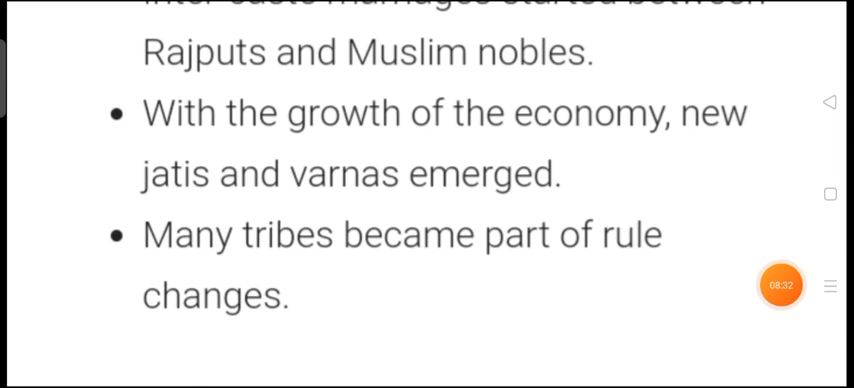 Rajputs and Muslim nobles.
• With the growth of the economy, new
jatis and varnas emerged.
• Many tribes became part of rule
changes.
08:32